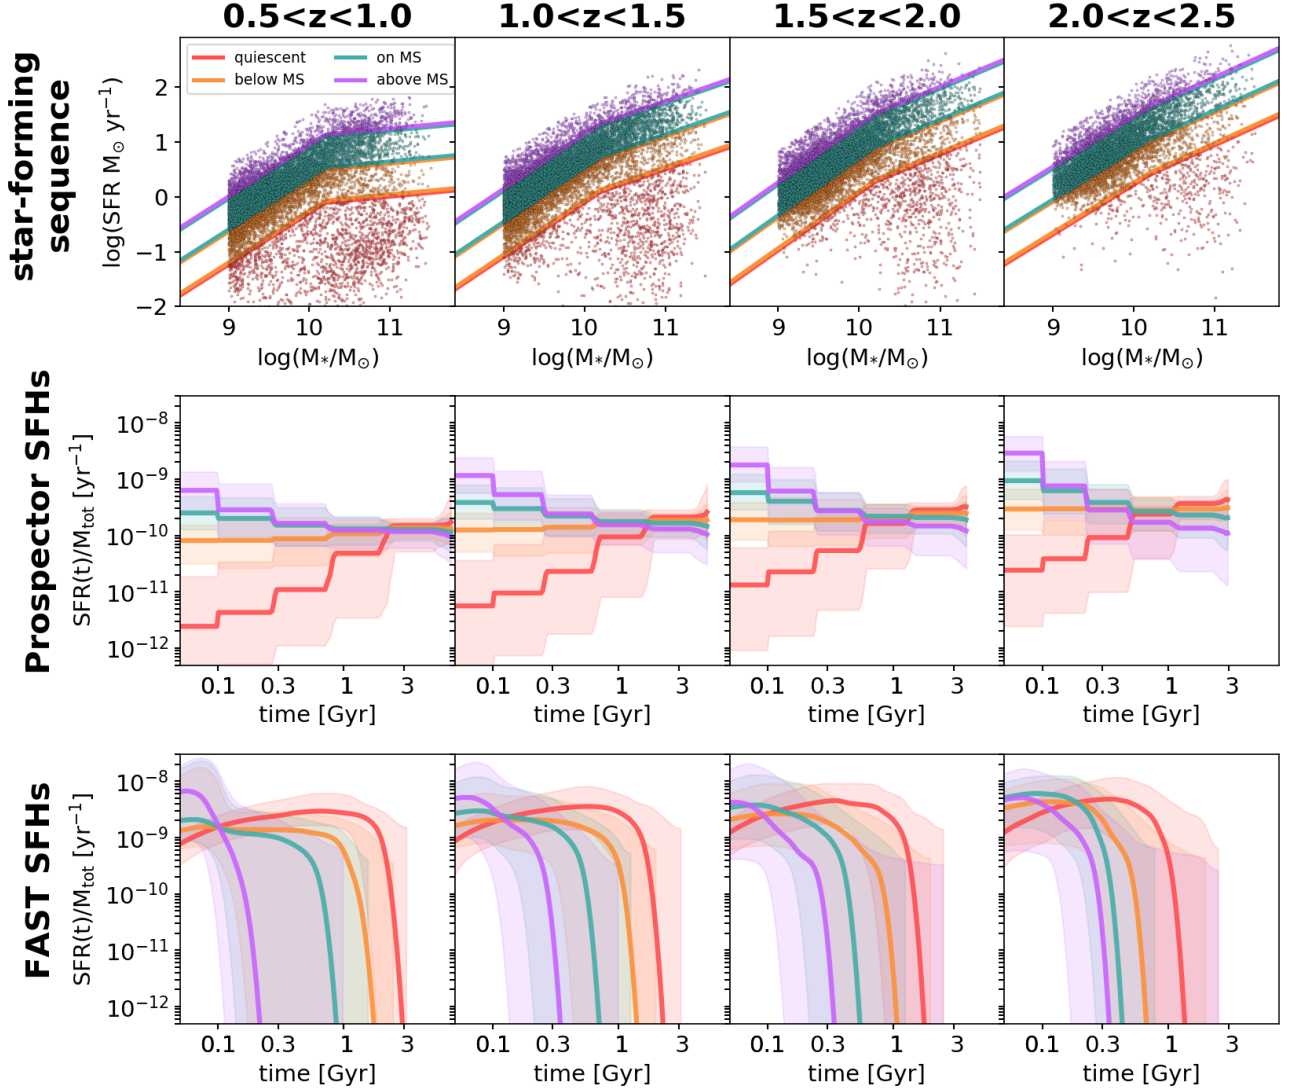 0.5<z<1.0 1.0<z<1.5 1.5<z<2.0 2.0<z<2.5
star-forming
sequence
log(SFR M⊙ yr⁻¹)
quiescent on MS
below MS above MS
2
1
0
−1
−2
9 10 11 9 10 11 9 10 11 9 10 11
log(M*/M⊙) log(M*/M⊙) log(M*/M⊙) log(M*/M⊙)
Prospector SFHs
SFR(t)/Mtot [yr⁻¹]
10⁻⁸
10⁻⁹
10⁻¹⁰
10⁻¹¹
10⁻¹²
0.1 0.3 1 3 0.1 0.3 1 3 0.1 0.3 1 3 0.1 0.3 1 3
time [Gyr] time [Gyr] time [Gyr] time [Gyr]
FAST SFHs
SFR(t)/Mtot [yr⁻¹]
10⁻⁸
10⁻⁹
10⁻¹⁰
10⁻¹¹
10⁻¹²
0.1 0.3 1 3 0.1 0.3 1 3 0.1 0.3 1 3 0.1 0.3 1 3
time [Gyr] time [Gyr] time [Gyr] time [Gyr]